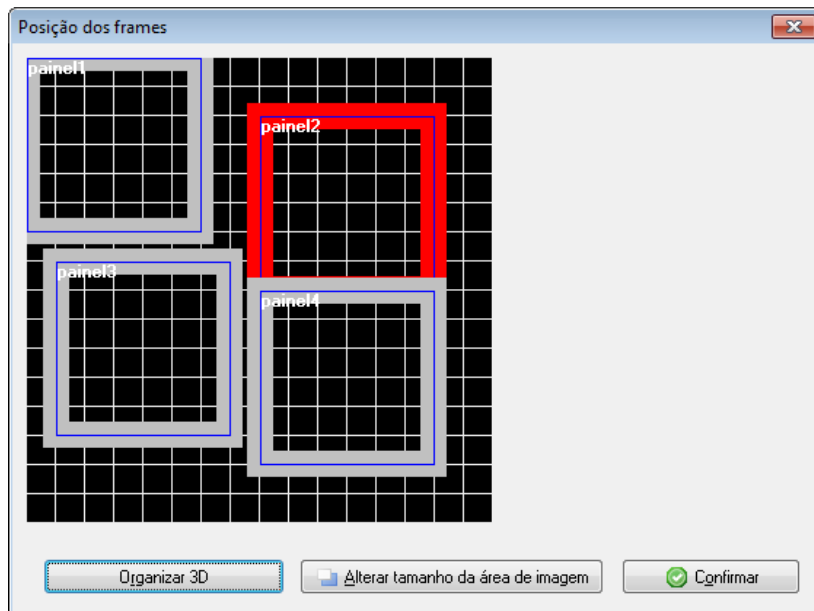 Posição dos frames
painel1
painel2
painel3
painel4
Organizar 3D
Alterar tamanho da área de imagem
Confirmar